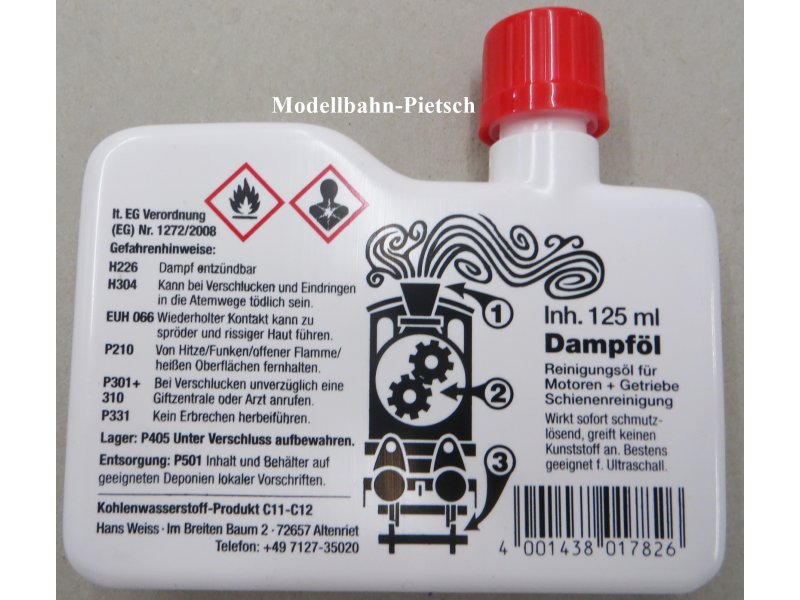 Modellbahn-Pietsch
lt. EG Verordnung
(EG) Nr. 1272/2008
Gefahrenhinweise:
H226 Dampf entzündbar
H304 Kann bei Verschlucken und Eindringen
in die Atemwege tödlich sein.
EUH 066 Wiederholter Kontakt kann zu
spröder und rissiger Haut führen.
P210 Von Hitze/Funken/offener Flamme/
heißen Oberflächen fernhalten.
P301+ Bei Verschlucken unverzüglich eine
310 Giftzentrale oder Arzt anrufen.
P331 Kein Erbrechen herbeiführen.
Lager: P405 Unter Verschluss aufbewahren.
Entsorgung: P501 Inhalt und Behälter auf
geeigneten Deponien lokaler Vorschriften.
Kohlenwasserstoff-Produkt C11-C12
Hans Weiss · Im Breiten Baum 2 · 72657 Altenriet
Telefon: +49 7127-35020
1
2
3
Inh. 125 ml
Dampföl
Reinigungsöl für
Motoren + Getriebe
Schienenreinigung
Wirkt sofort schmutz-
lösend, greift keinen
Kunststoff an. Bestens
geeignet f. Ultraschall.
4 001438 017826